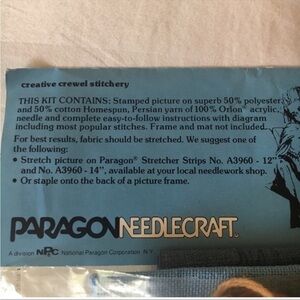 creative crewel stitchery
THIS KIT CONTAINS: Stamped picture on superb 50% polyester
and 50% cotton Homespun, Persian yarn of 100% Orlon® acrylic,
needle and complete easy-to-follow instructions with diagram
including most popular stitches. Frame and mat not included.
For best results, fabric should be stretched. We suggest one of
the following:
• Stretch picture on Paragon® Stretcher Strips No. A3960 - 12"
and No. A3960 - 14", available at your local needlework shop.
• Or staple onto the back of a picture frame.
PARAGON NEEDLECRAFT
A division NPC National Paragon Corporation N.Y.